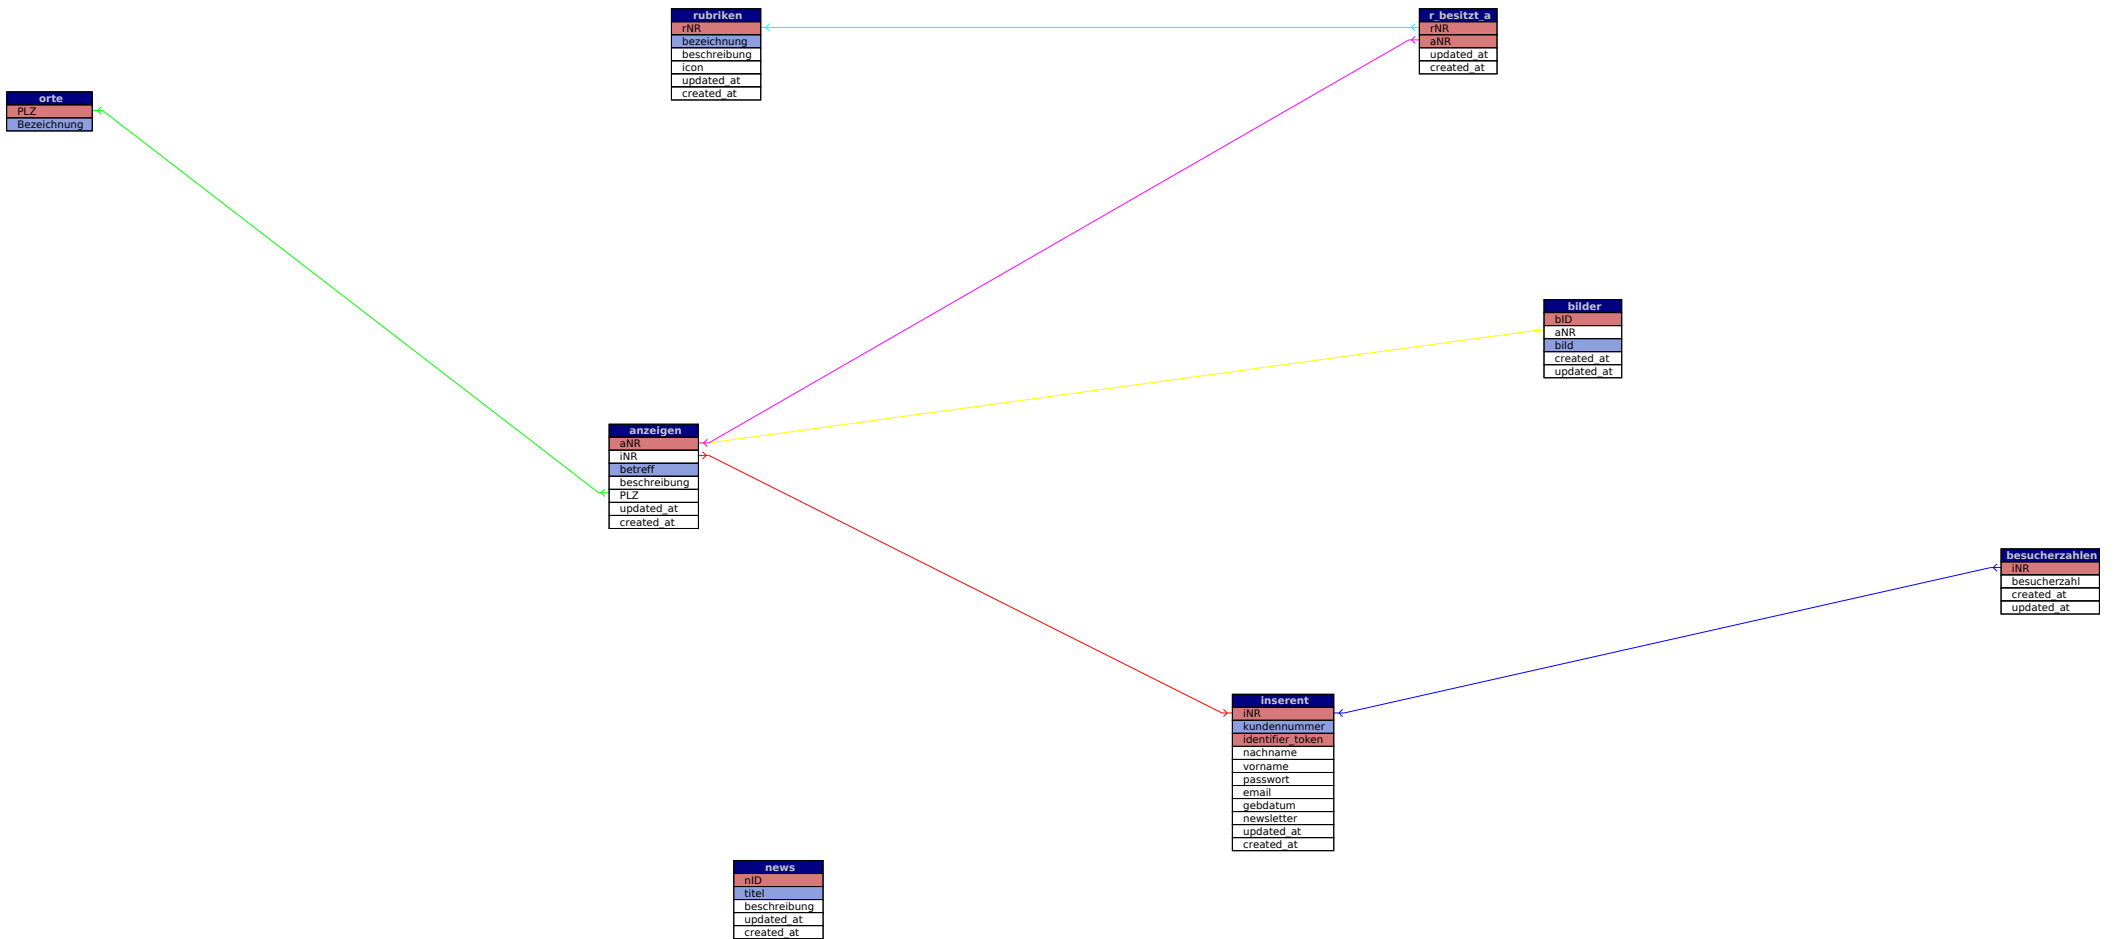 rubriken
rNR
bezeichnung
beschreibung
icon
updated_at
created_at
r_besitzt_a
rNR
aNR
updated_at
created_at
orte
PLZ
Bezeichnung
bilder
bID
aNR
bild
created_at
updated_at
anzeigen
aNR
iNR
betreff
beschreibung
PLZ
updated_at
created_at
besucherzahlen
iNR
besucherzahl
created_at
updated_at
inserent
iNR
kundennummer
identifier_token
nachname
vorname
passwort
email
gebdatum
newsletter
updated_at
created_at
news
nID
titel
beschreibung
updated_at
created_at